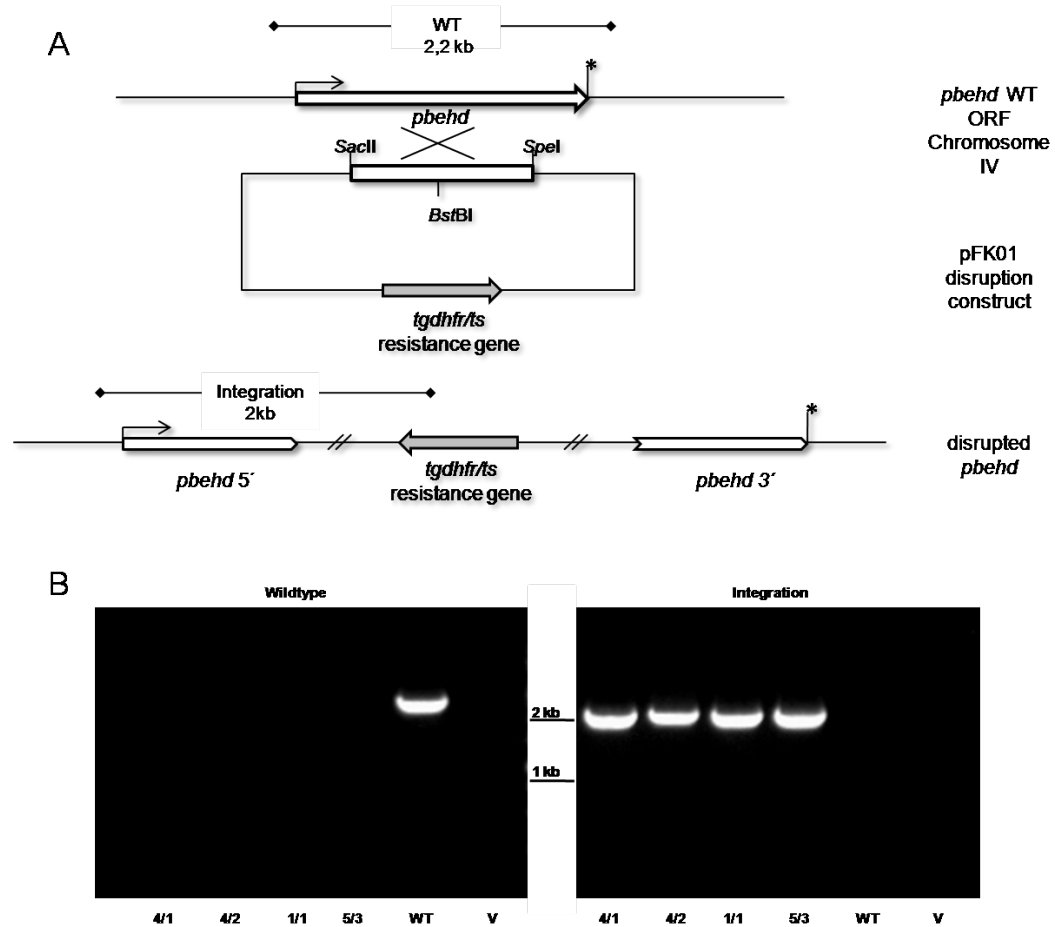 A
WT
2,2 kb
*
pbehd
pbehd WT
ORF
Chromosome
IV
SacII
SpeI
BstBI
pFK01
disruption
construct
tgdhfr/ts
resistance gene
Integration
2kb
*
pbehd 5´
tgdhfr/ts
resistance gene
pbehd 3´
disrupted
pbehd
B
Wildtype
Integration
2 kb
1 kb
4/1 4/2 1/1 5/3 WT V
4/1 4/2 1/1 5/3 WT V